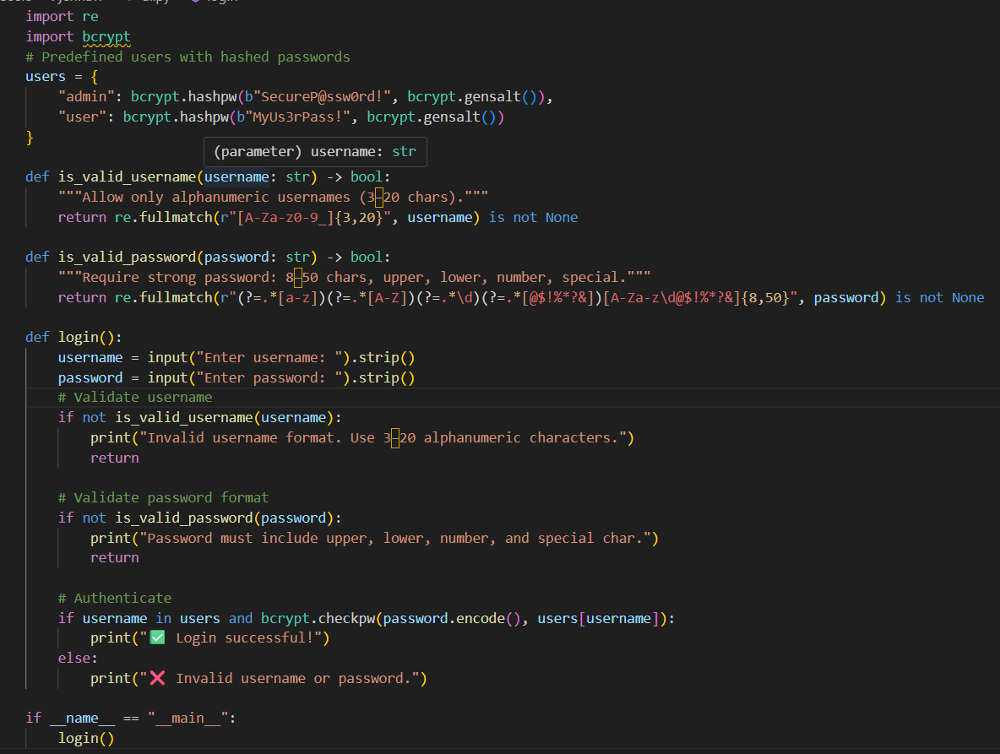 import re
import bcrypt
# Predefined users with hashed passwords
users = {
    "admin": bcrypt.hashpw(b"SecureP@ssw0rd!", bcrypt.gensalt()),
    "user": bcrypt.hashpw(b"MyUs3rPass!", bcrypt.gensalt())
}
(parameter) username: str
def is_valid_username(username: str) -> bool:
    """Allow only alphanumeric usernames (3–20 chars)."""
    return re.fullmatch(r"[A-Za-z0-9_]{3,20}", username) is not None
def is_valid_password(password: str) -> bool:
    """Require strong password: 8–50 chars, upper, lower, number, special."""
    return re.fullmatch(r"(?=.*[a-z])(?=.*[A-Z])(?=.*\d)(?=.*[@$!%*?&])[A-Za-z\d@$!%*?&]{8,50}", password) is not None
def login():
    username = input("Enter username: ").strip()
    password = input("Enter password: ").strip()
    # Validate username
    if not is_valid_username(username):
        print("Invalid username format. Use 3–20 alphanumeric characters.")
        return
    # Validate password format
    if not is_valid_password(password):
        print("Password must include upper, lower, number, and special char.")
        return
    # Authenticate
    if username in users and bcrypt.checkpw(password.encode(), users[username]):
        print("✅ Login successful!")
    else:
        print("❌ Invalid username or password.")
if __name__ == "__main__":
    login()